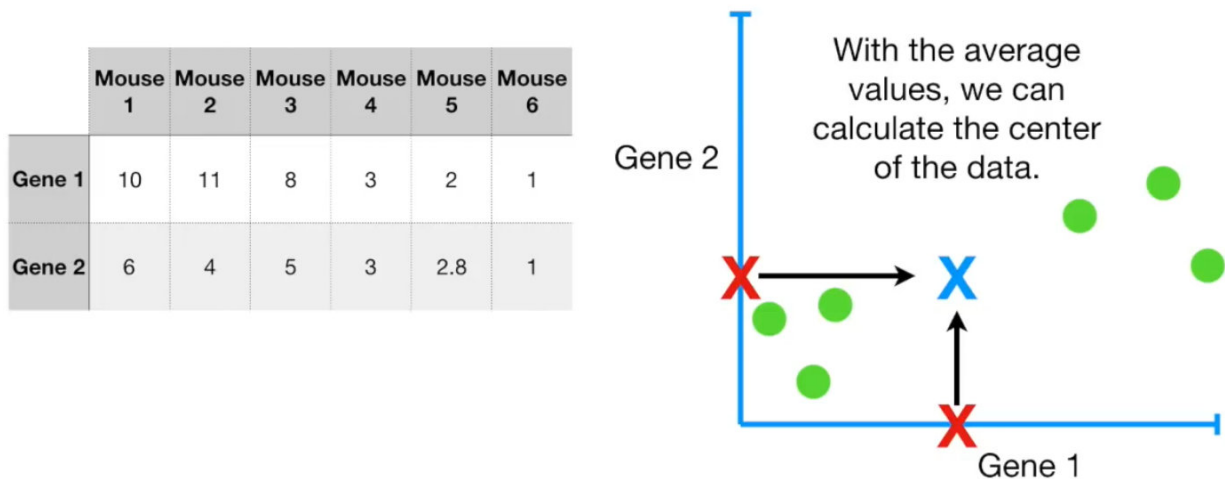 Mouse 1 Mouse 2 Mouse 3 Mouse 4 Mouse 5 Mouse 6
Gene 1 10 11 8 3 2 1
Gene 2 6 4 5 3 2.8 1
With the average
values, we can
calculate the center
of the data.
Gene 2
X X
X
Gene 1